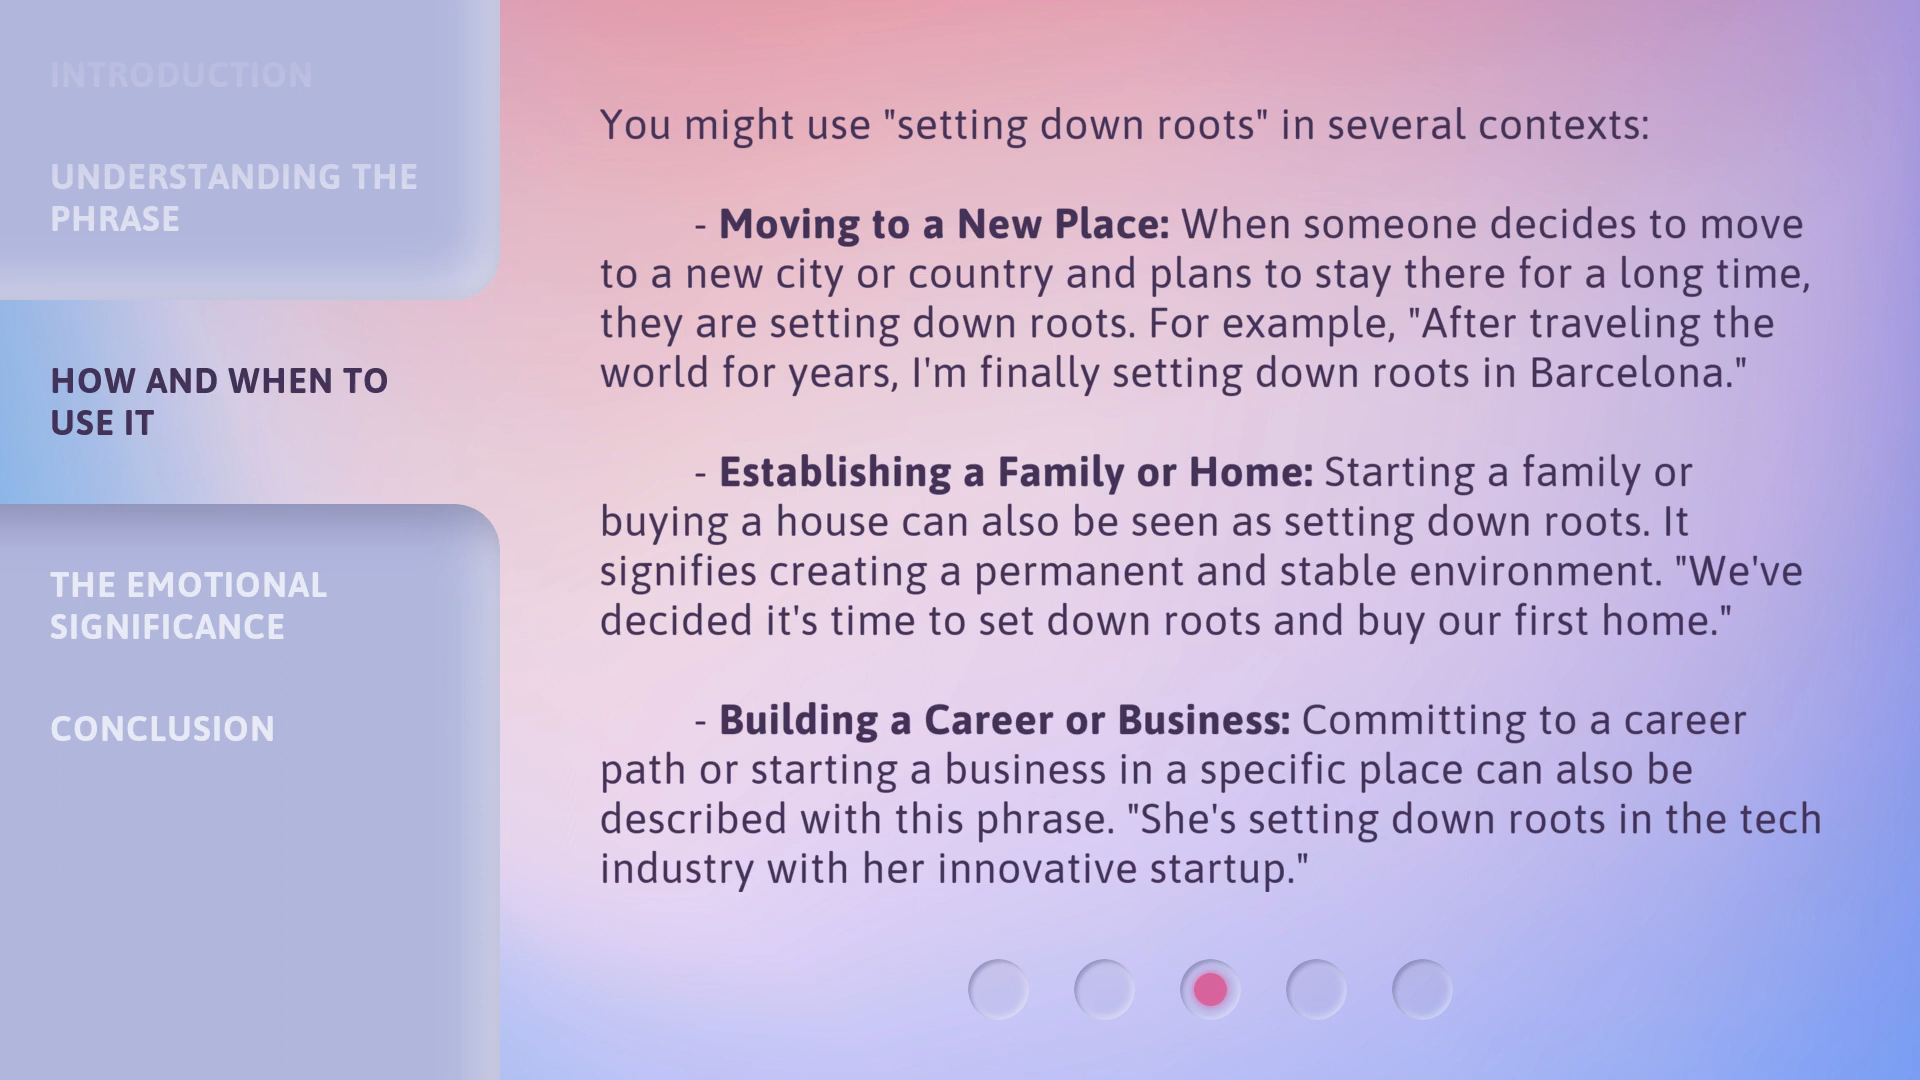 INTRODUCTION
UNDERSTANDING THE
PHRASE
HOW AND WHEN TO
USE IT
THE EMOTIONAL
SIGNIFICANCE
CONCLUSION
You might use "setting down roots" in several contexts:
- Moving to a New Place: When someone decides to move
to a new city or country and plans to stay there for a long time,
they are setting down roots. For example, "After traveling the
world for years, I'm finally setting down roots in Barcelona."
- Establishing a Family or Home: Starting a family or
buying a house can also be seen as setting down roots. It
signifies creating a permanent and stable environment. "We've
decided it's time to set down roots and buy our first home."
- Building a Career or Business: Committing to a career
path or starting a business in a specific place can also be
described with this phrase. "She's setting down roots in the tech
industry with her innovative startup."